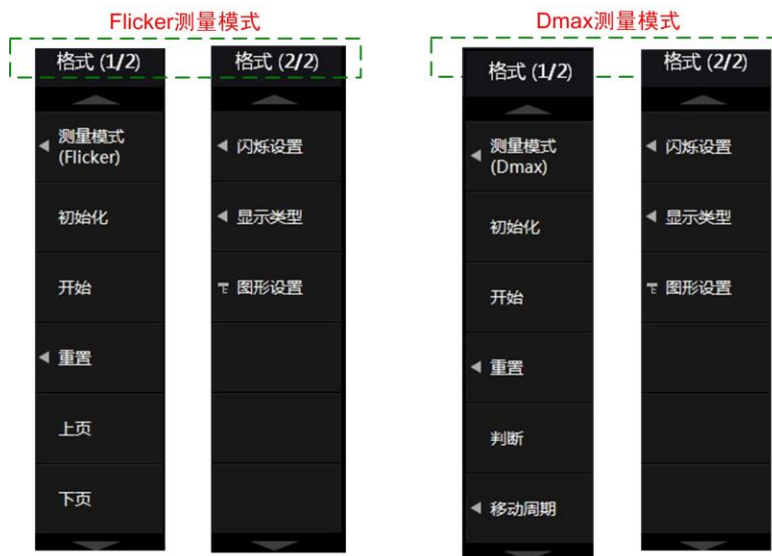 Flicker测量模式
格式 (1/2)
测量模式
(Flicker)
初始化
开始
重置
上页
下页
格式 (2/2)
闪烁设置
显示类型
图形设置
Dmax测量模式
格式 (1/2)
测量模式
(Dmax)
初始化
开始
重置
判断
移动周期
格式 (2/2)
闪烁设置
显示类型
图形设置